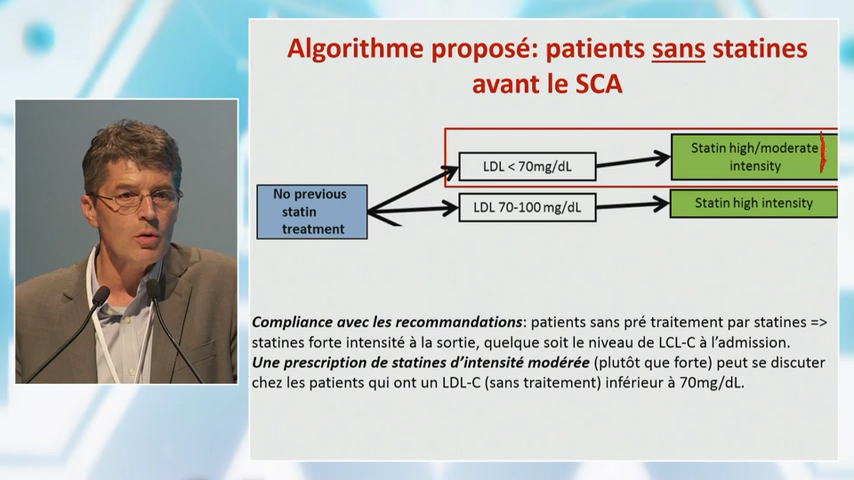 Algorithme proposé: patients sans statines
avant le SCA
No previous
statin
treatment
LDL < 70mg/dL
Statin high/moderate
intensity
LDL 70-100 mg/dL
Statin high intensity
Compliance avec les recommandations: patients sans pré traitement par statines =>
statines forte intensité à la sortie, quelque soit le niveau de LCL-C à l'admission.
Une prescription de statines d'intensité modérée (plutôt que forte) peut se discuter
chez les patients qui ont un LDL-C (sans traitement) inférieur à 70mg/dL.